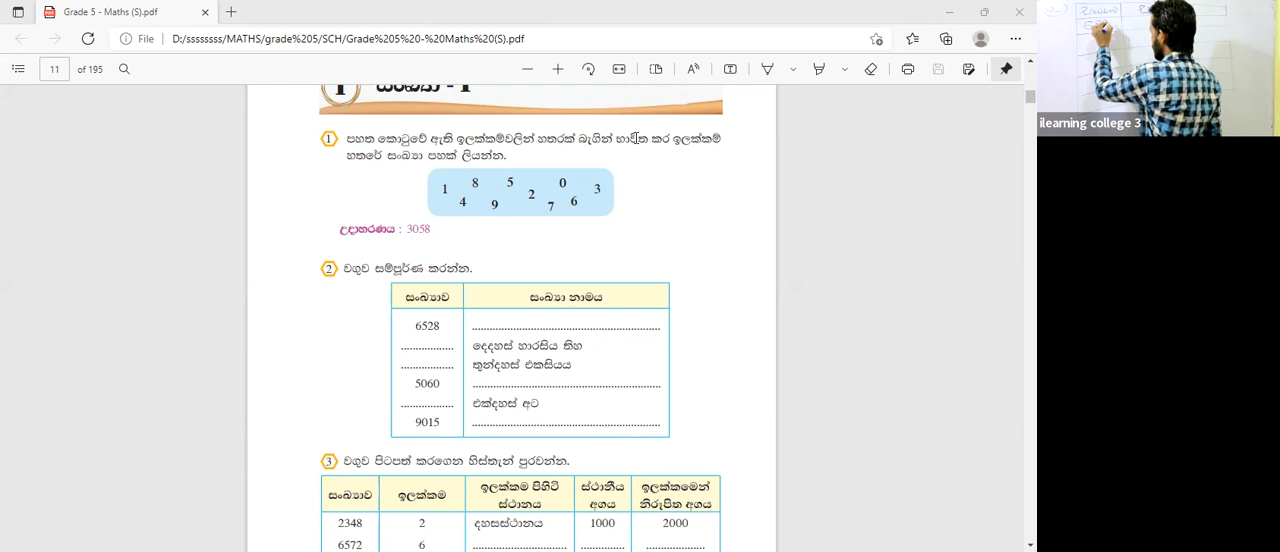 Grade 5 - Maths (S).pdf
File D:/ssssssss/MATHS/grade%205/SCH/Grade%205%20-%20Maths%20(S).pdf
11 of 195
සංඛ්‍යා - 1
1 පහත කොටුවේ ඇති ඉලක්කම්වලින් හතරක් බැගින් භාවිත කර ඉලක්කම්
හතරේ සංඛ්‍යා පහක් ලියන්න.
1 8 5 2 0 3
4 9 7 6
උදාහරණය : 3058
2 වගුව සම්පූර්ණ කරන්න.
සංඛ්‍යාව සංඛ්‍යා නාමය
6528 ..........................................................
.................. දෙදහස් හාරසිය තිහ
.................. තුන්දහස් එකසියය
5060 ..........................................................
.................. එක්දහස් අට
9015 ..........................................................
3 වගුව පිටපත් කරගෙන හිස්තැන් පුරවන්න.
සංඛ්‍යාව ඉලක්කම ඉලක්කම පිහිටි ස්ථානය ස්ථානීය අගය ඉලක්කමෙන් නිරූපිත අගය
2348 2 දහසස්ථානය 1000 2000
6572 6 .............................. .............. ...................
ilearning college 3